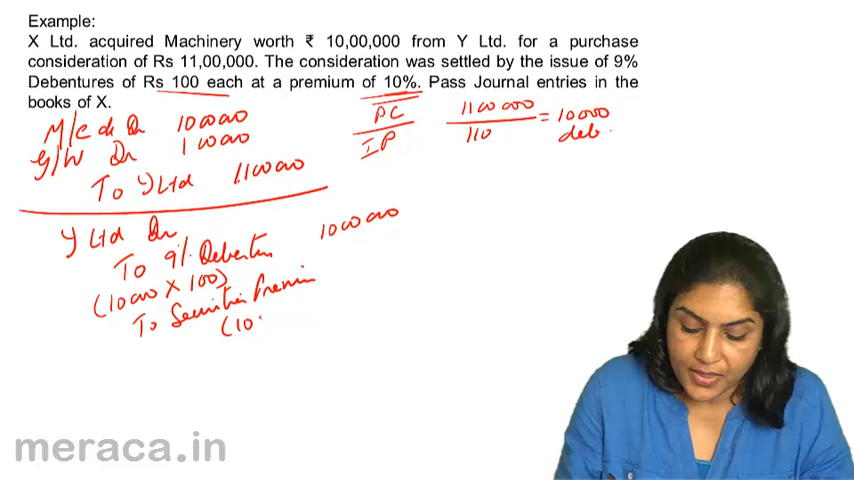 Example:
X Ltd. acquired Machinery worth ₹ 10,00,000 from Y Ltd. for a purchase
consideration of Rs 11,00,000. The consideration was settled by the issue of 9%
Debentures of Rs 100 each at a premium of 10%. Pass Journal entries in the
books of X.
M/C a/c Dr 1000000
G/W Dr 100000
To Y Ltd 1100000
PC 1100000 = 10000
IP 110 deb.
Y Ltd Dr
To 9% Debenture 1000000
(10000 X 100)
To Securities Premium
(10.
meraca.in